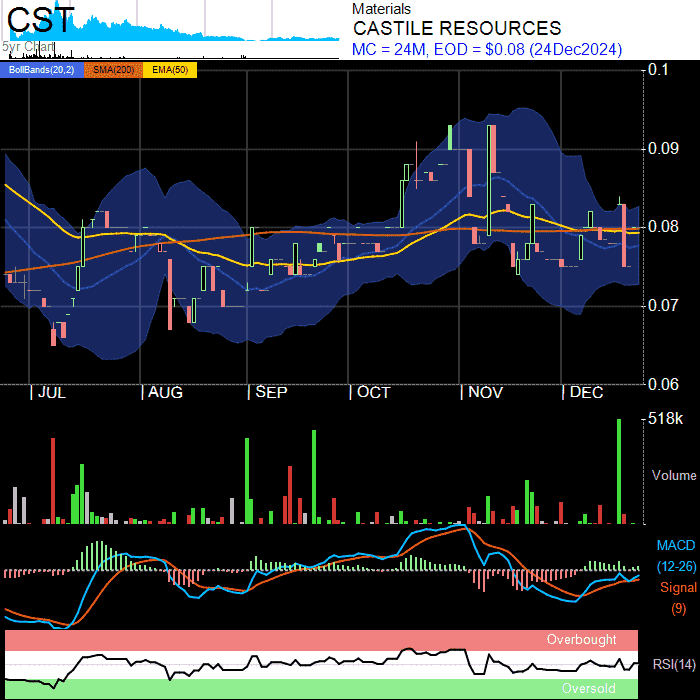 CST
5yr Chart
Materials
CASTILE RESOURCES
MC = 24M, EOD = $0.08 (24Dec2024)
BollBands(20,2) SMA(200) EMA(50)
0.1
0.09
0.08
0.07
0.06
JUL AUG SEP OCT NOV DEC
518k
Volume
MACD
(12-26)
Signal
(9)
Overbought
RSI(14)
Oversold